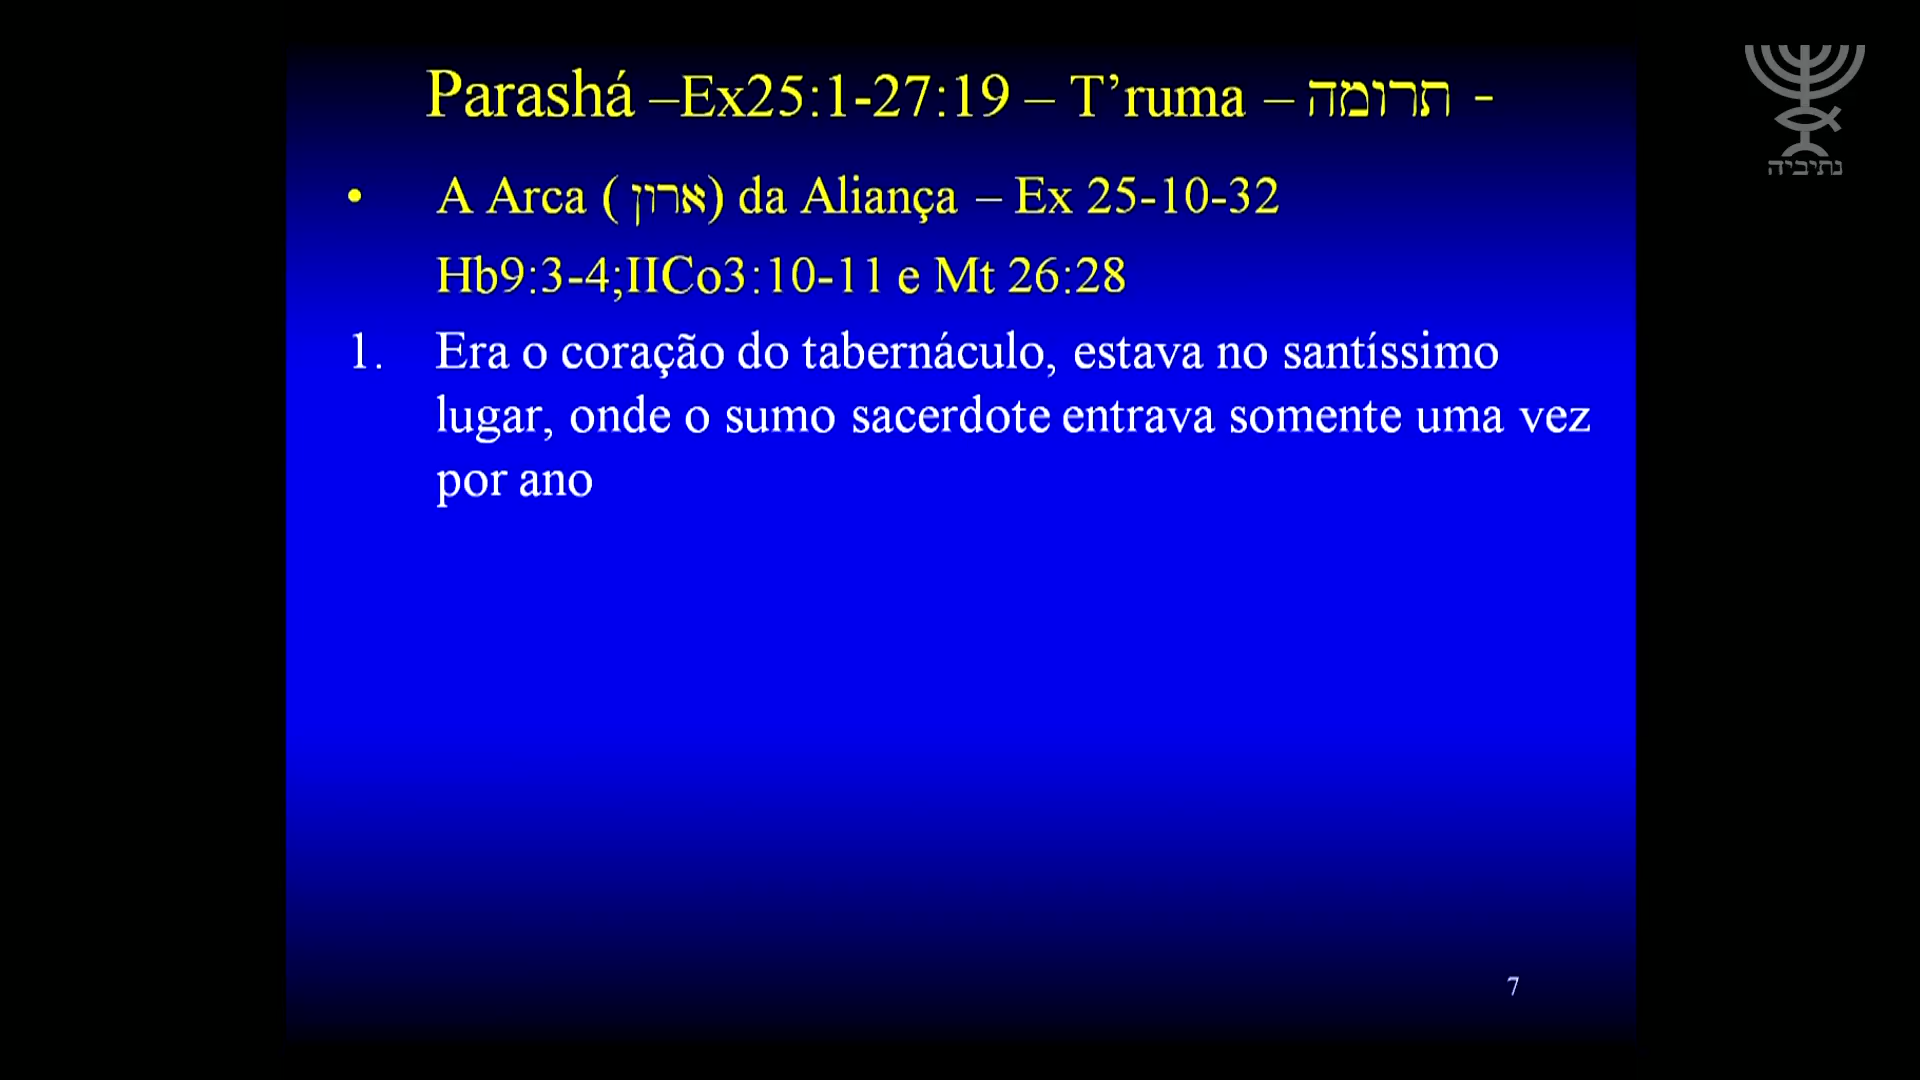 Parashá –Ex25:1-27:19 – T’ruma – תרומה -
נתיביה
• A Arca ( ארון) da Aliança – Ex 25-10-32
Hb9:3-4;IICo3:10-11 e Mt 26:28
1. Era o coração do tabernáculo, estava no santíssimo
lugar, onde o sumo sacerdote entrava somente uma vez
por ano
7